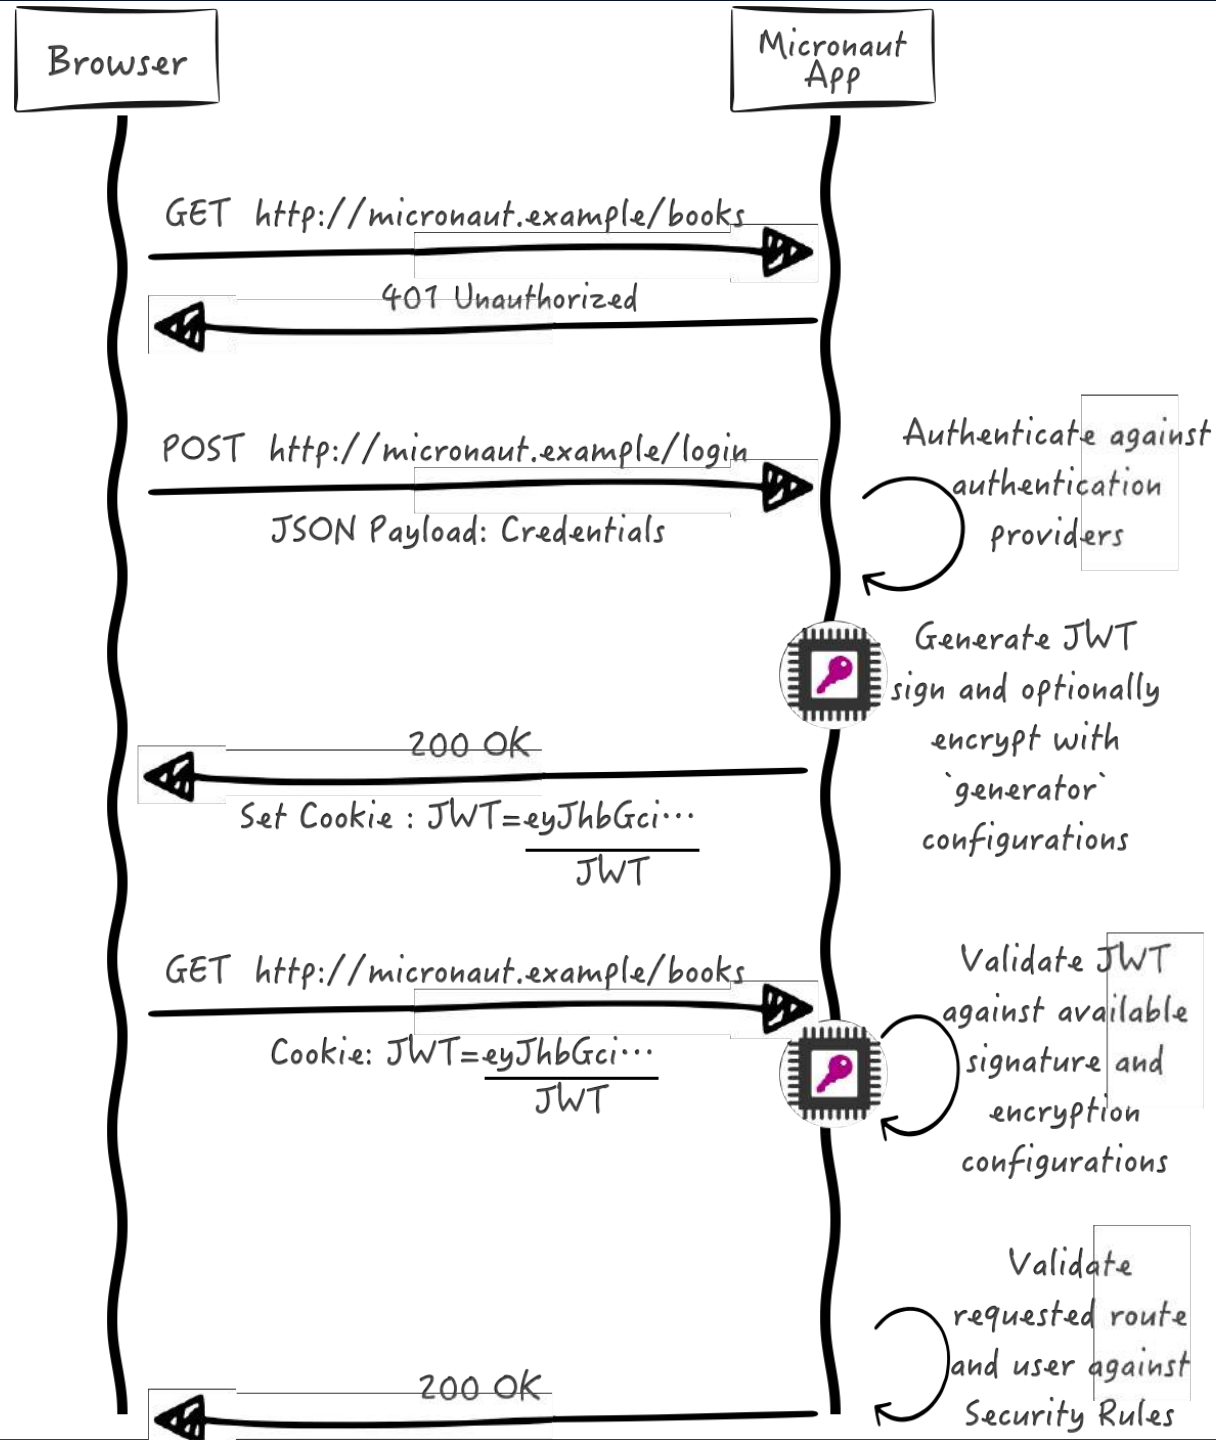 Browser
Micronaut
App
GET http://micronaut.example/books
401 Unauthorized
POST http://micronaut.example/login
JSON Payload: Credentials
Authenticate against
authentication
providers
Generate JWT
sign and optionally
encrypt with
`generator`
configurations
200 OK
Set Cookie : JWT=eyJhbGci...
JWT
GET http://micronaut.example/books
Cookie: JWT=eyJhbGci...
JWT
Validate JWT
against available
signature and
encryption
configurations
Validate
requested route
and user against
Security Rules
200 OK